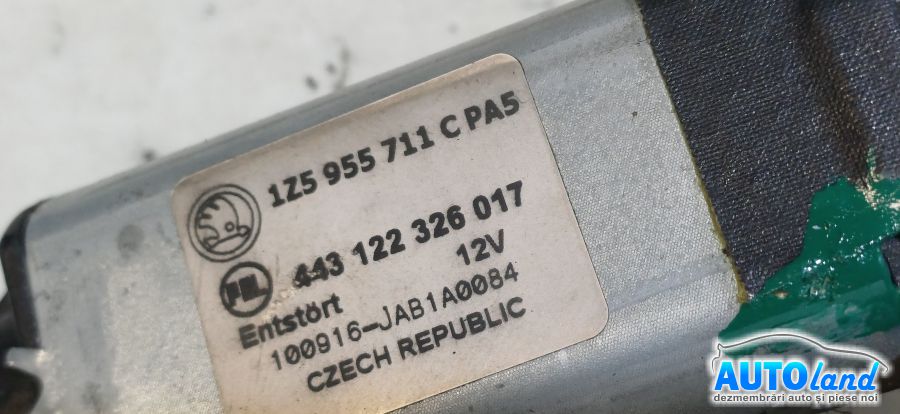 1Z5 955 711 C PA5
443 122 326 017
PAL
12V
Entstört
100916-JAB1A0084
CZECH REPUBLIC
AUTOland
dezmembrări auto și piese noi